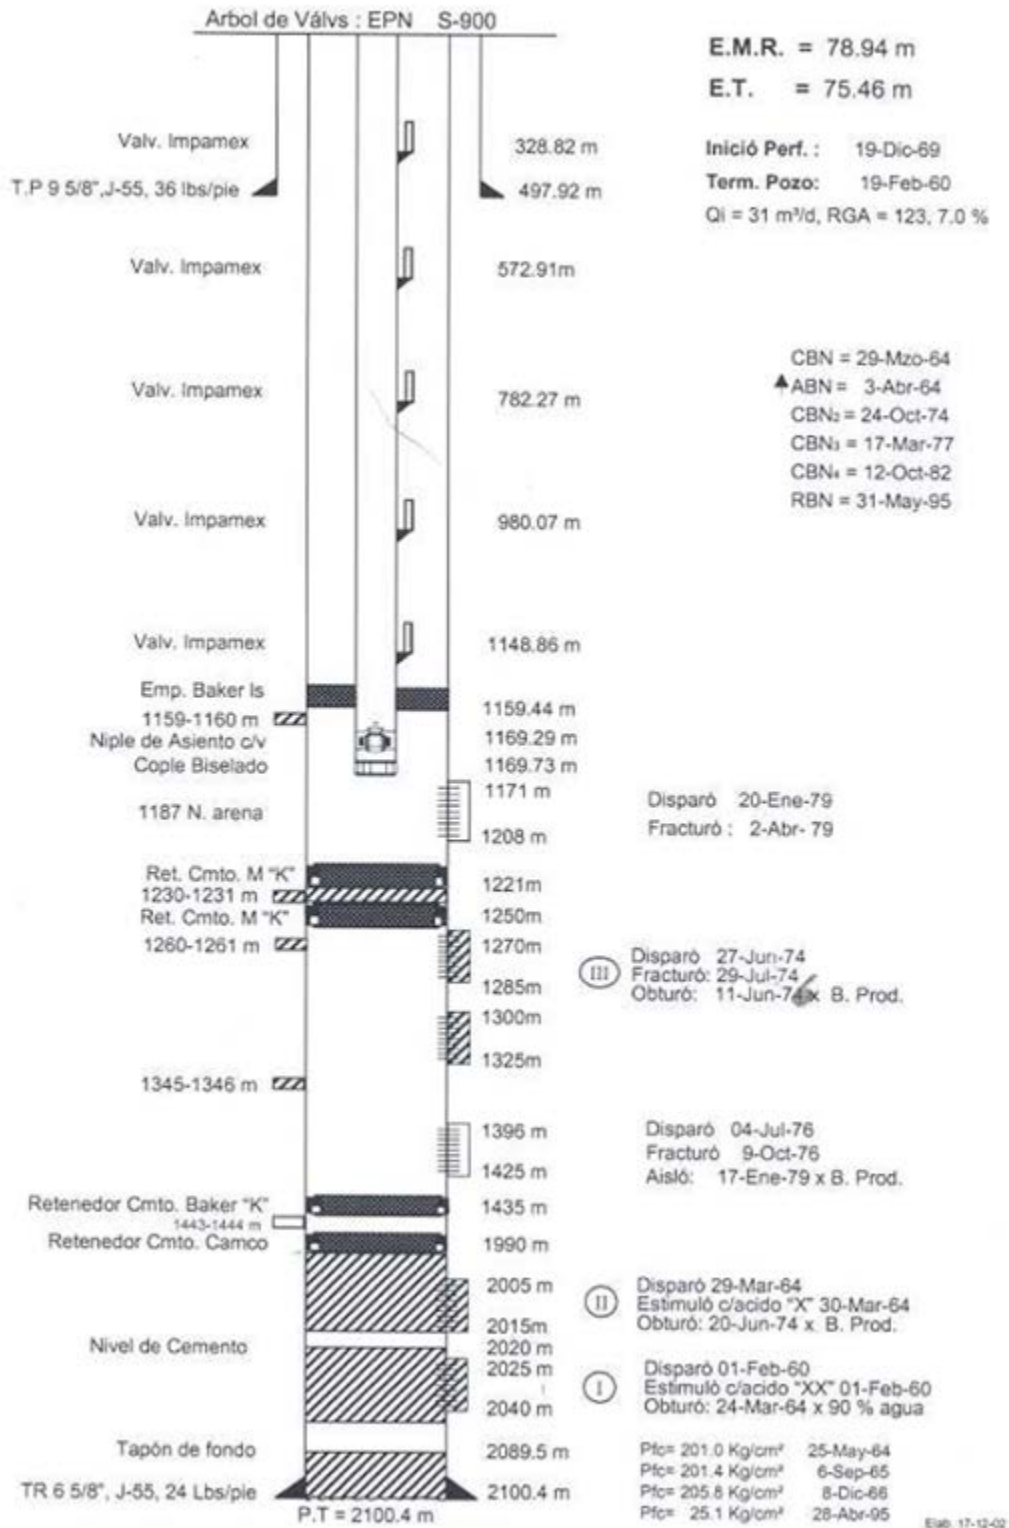 Arbol de Válvs : EPN S-900
E.M.R. = 78.94 m
E.T. = 75.46 m
Inició Perf. : 19-Dic-69
Term. Pozo: 19-Feb-60
Qi = 31 m³/d, RGA = 123, 7.0 %
Valv. Impamex 328.82 m
T.P 9 5/8",J-55, 36 lbs/pie 497.92 m
Valv. Impamex 572.91m
CBN = 29-Mzo-64
ABN = 3-Abr-64
CBN₂ = 24-Oct-74
CBN₃ = 17-Mar-77
CBN₄ = 12-Oct-82
RBN = 31-May-95
Valv. Impamex 782.27 m
Valv. Impamex 980.07 m
Valv. Impamex 1148.86 m
Emp. Baker Is 1159.44 m
1159-1160 m
Niple de Asiento c/v 1169.29 m
Cople Biselado 1169.73 m
1171 m
1187 N. arena
1208 m
Disparó 20-Ene-79
Fracturó : 2-Abr- 79
Ret. Cmto. M "K" 1221m
1230-1231 m
Ret. Cmto. M "K" 1250m
1260-1261 m 1270m
1285m
III
Disparó 27-Jun-74
Fracturó: 29-Jul-74
Obturó: 11-Jun-74 x B. Prod.
1300m
1325m
1345-1346 m
1396 m
1425 m
Disparó 04-Jul-76
Fracturó 9-Oct-76
Aisló: 17-Ene-79 x B. Prod.
Retenedor Cmto. Baker "K" 1435 m
1443-1444 m
Retenedor Cmto. Camco 1990 m
2005 m
2015m
II
Disparó 29-Mar-64
Estimuló c/acido "X" 30-Mar-64
Obturó: 20-Jun-74 x B. Prod.
Nivel de Cemento 2020 m
2025 m
2040 m
I
Disparó 01-Feb-60
Estimuló c/acido "XX" 01-Feb-60
Obturó: 24-Mar-64 x 90 % agua
Tapón de fondo 2089.5 m
TR 6 5/8", J-55, 24 Lbs/pie 2100.4 m
P.T = 2100.4 m
Pfc= 201.0 Kg/cm² 25-May-64
Pfc= 201.4 Kg/cm² 6-Sep-65
Pfc= 205.8 Kg/cm² 8-Dic-66
Pfc= 25.1 Kg/cm² 28-Abr-95
Elab. 17-12-02